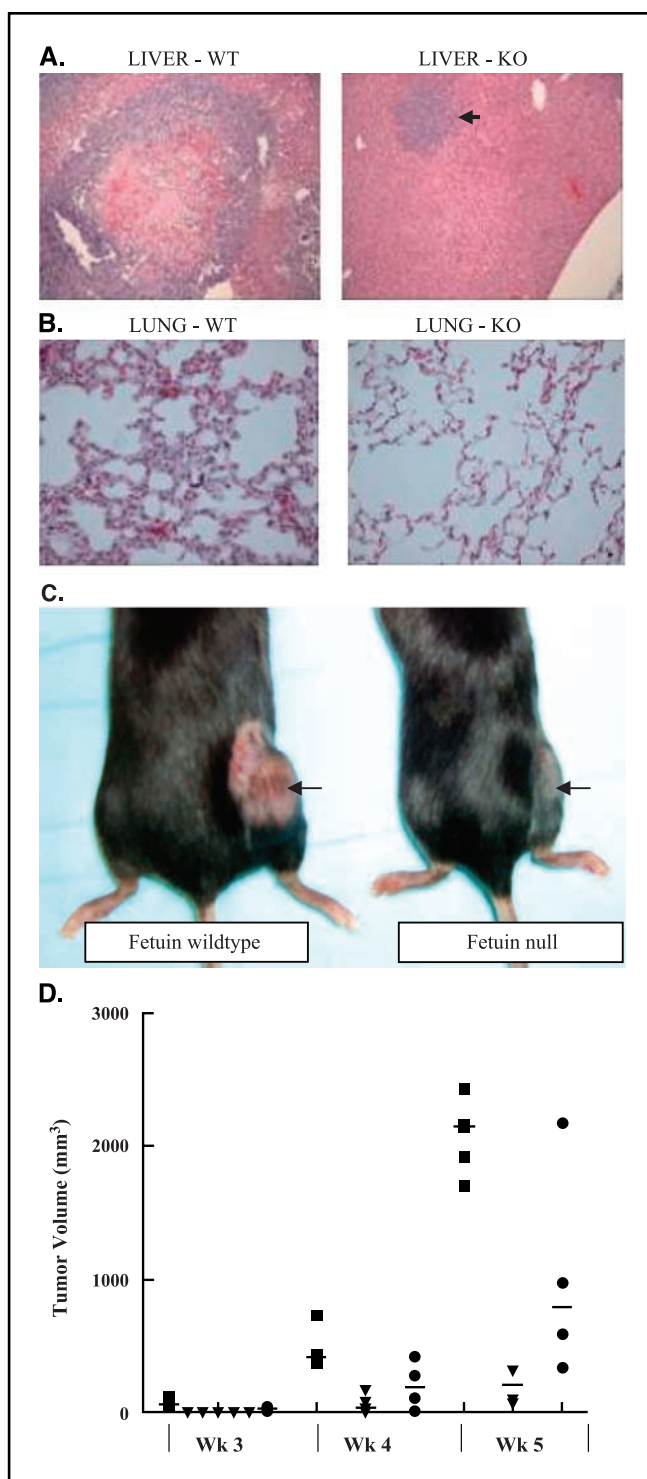 A.
LIVER - WT
LIVER - KO
B.
LUNG - WT
LUNG - KO
C.
Fetuin wildtype
Fetuin null
D.
Tumor Volume (mm³)
3000
2000
1000
0
Wk 3
Wk 4
Wk 5